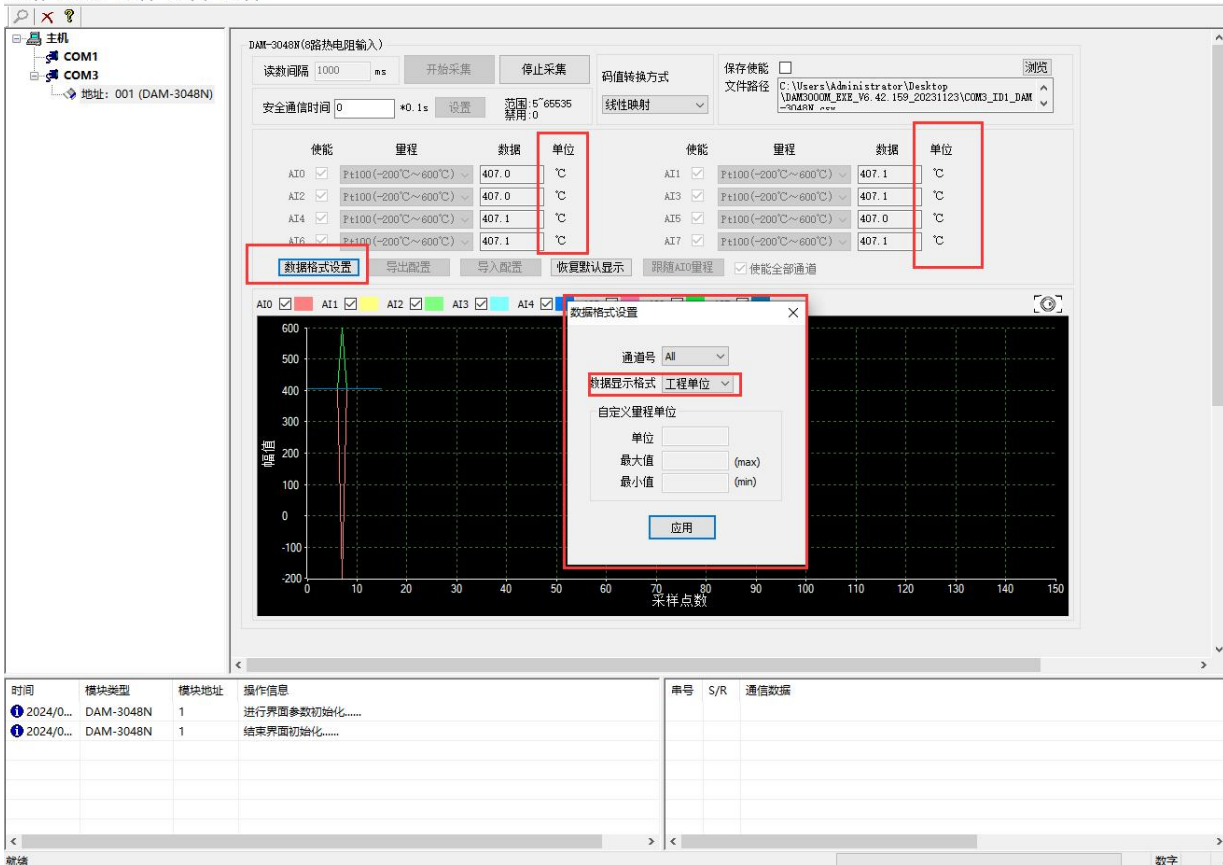 主机
COM1
COM3
地址：001 (DAM-3048N)
DAM-3048N(8路热电阻输入)
读数间隔 1000 ms 开始采集 停止采集
安全通信时间 0 *0.1s 设置 范围:5~65535
禁用:0
码值转换方式
线性映射
保存使能 浏览
文件路径 C:\Users\Administrator\Desktop
\DAM3000M_EXE_V6.42.159_20231123\COM3_ID1_DAM
-3048N.csv
使能 量程 数据 单位 使能 量程 数据 单位
AI0 Pt100(-200℃～600℃) 407.0 ℃ AI1 Pt100(-200℃～600℃) 407.1 ℃
AI2 Pt100(-200℃～600℃) 407.0 ℃ AI3 Pt100(-200℃～600℃) 407.1 ℃
AI4 Pt100(-200℃～600℃) 407.1 ℃ AI5 Pt100(-200℃～600℃) 407.0 ℃
AI6 Pt100(-200℃～600℃) 407.1 ℃ AI7 Pt100(-200℃～600℃) 407.1 ℃
数据格式设置 导出配置 导入配置 恢复默认显示 跟随AI0量程 使能全部通道
AI0 AI1 AI2 AI3 AI4
600
500
400
300
200
100
0
-100
-200
幅值
0 10 20 30 40 50 60 70 80 90 100 110 120 130 140 150
采样点数
数据格式设置
通道号 All
数据显示格式 工程单位
自定义量程单位
单位
最大值 (max)
最小值 (min)
应用
时间 模块类型 模块地址 操作信息
2024/0... DAM-3048N 1 进行界面参数初始化......
2024/0... DAM-3048N 1 结束界面初始化......
串号 S/R 通信数据
就绪 数字